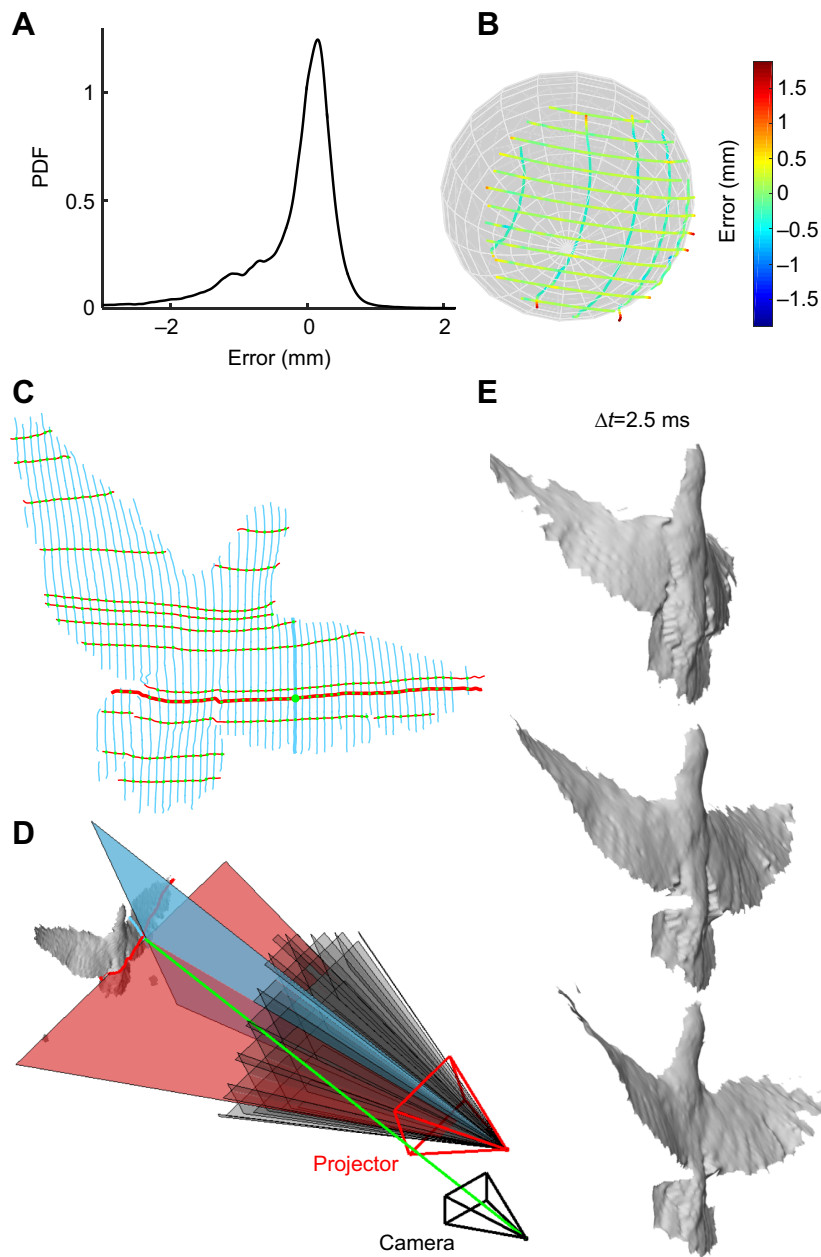 A
1
0.5
0
PDF
–2
0
2
Error (mm)
B
1.5
1
0.5
0
–0.5
–1
–1.5
Error (mm)
C
D
Projector
Camera
E
Δt=2.5 ms